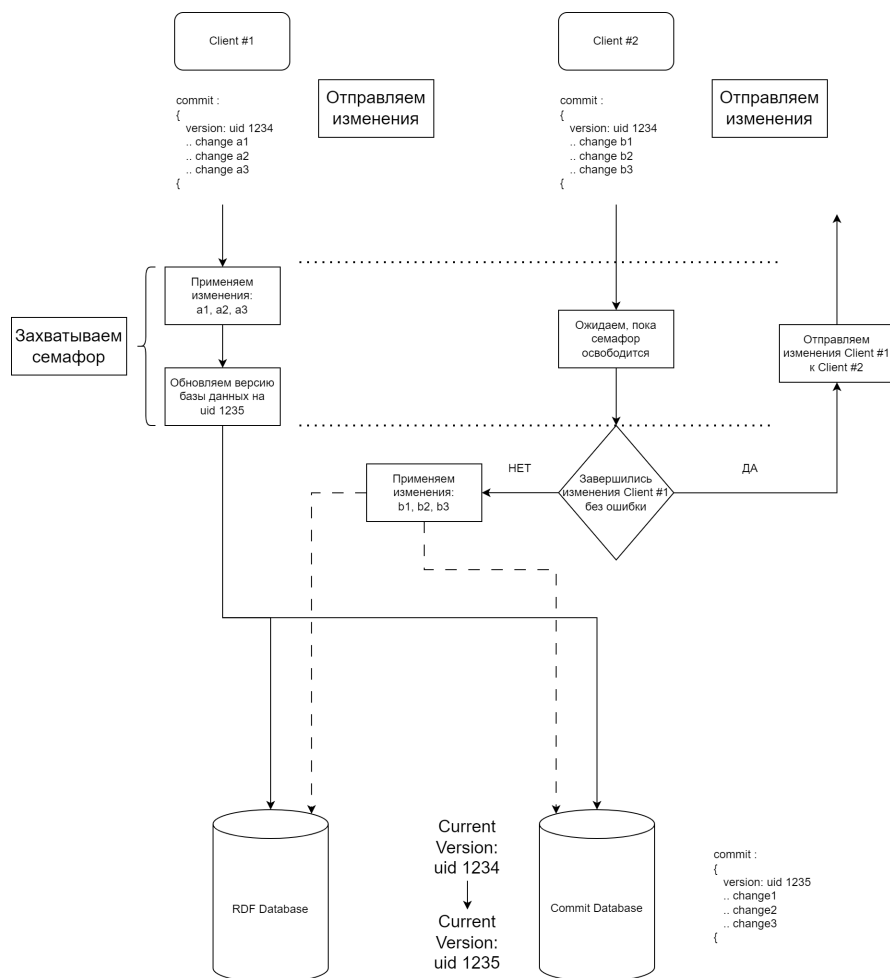 Client #1
Client #2
commit :
{
version: uid 1234
.. change a1
.. change a2
.. change a3
{
Отправляем
изменения
commit :
{
version: uid 1234
.. change b1
.. change b2
.. change b3
{
Отправляем
изменения
Применяем
изменения:
a1, a2, a3
Захватываем
семафор
Ожидаем, пока
семафор
освободится
Отправляем
изменения Client #1
к Client #2
Обновляем версию
базы данных на
uid 1235
НЕТ
ДА
Применяем
изменения:
b1, b2, b3
Завершились
изменения Client #1
без ошибки
Current
Version:
uid 1234
RDF Database
Commit Database
Current
Version:
uid 1235
commit :
{
version: uid 1235
.. change1
.. change2
.. change3
{